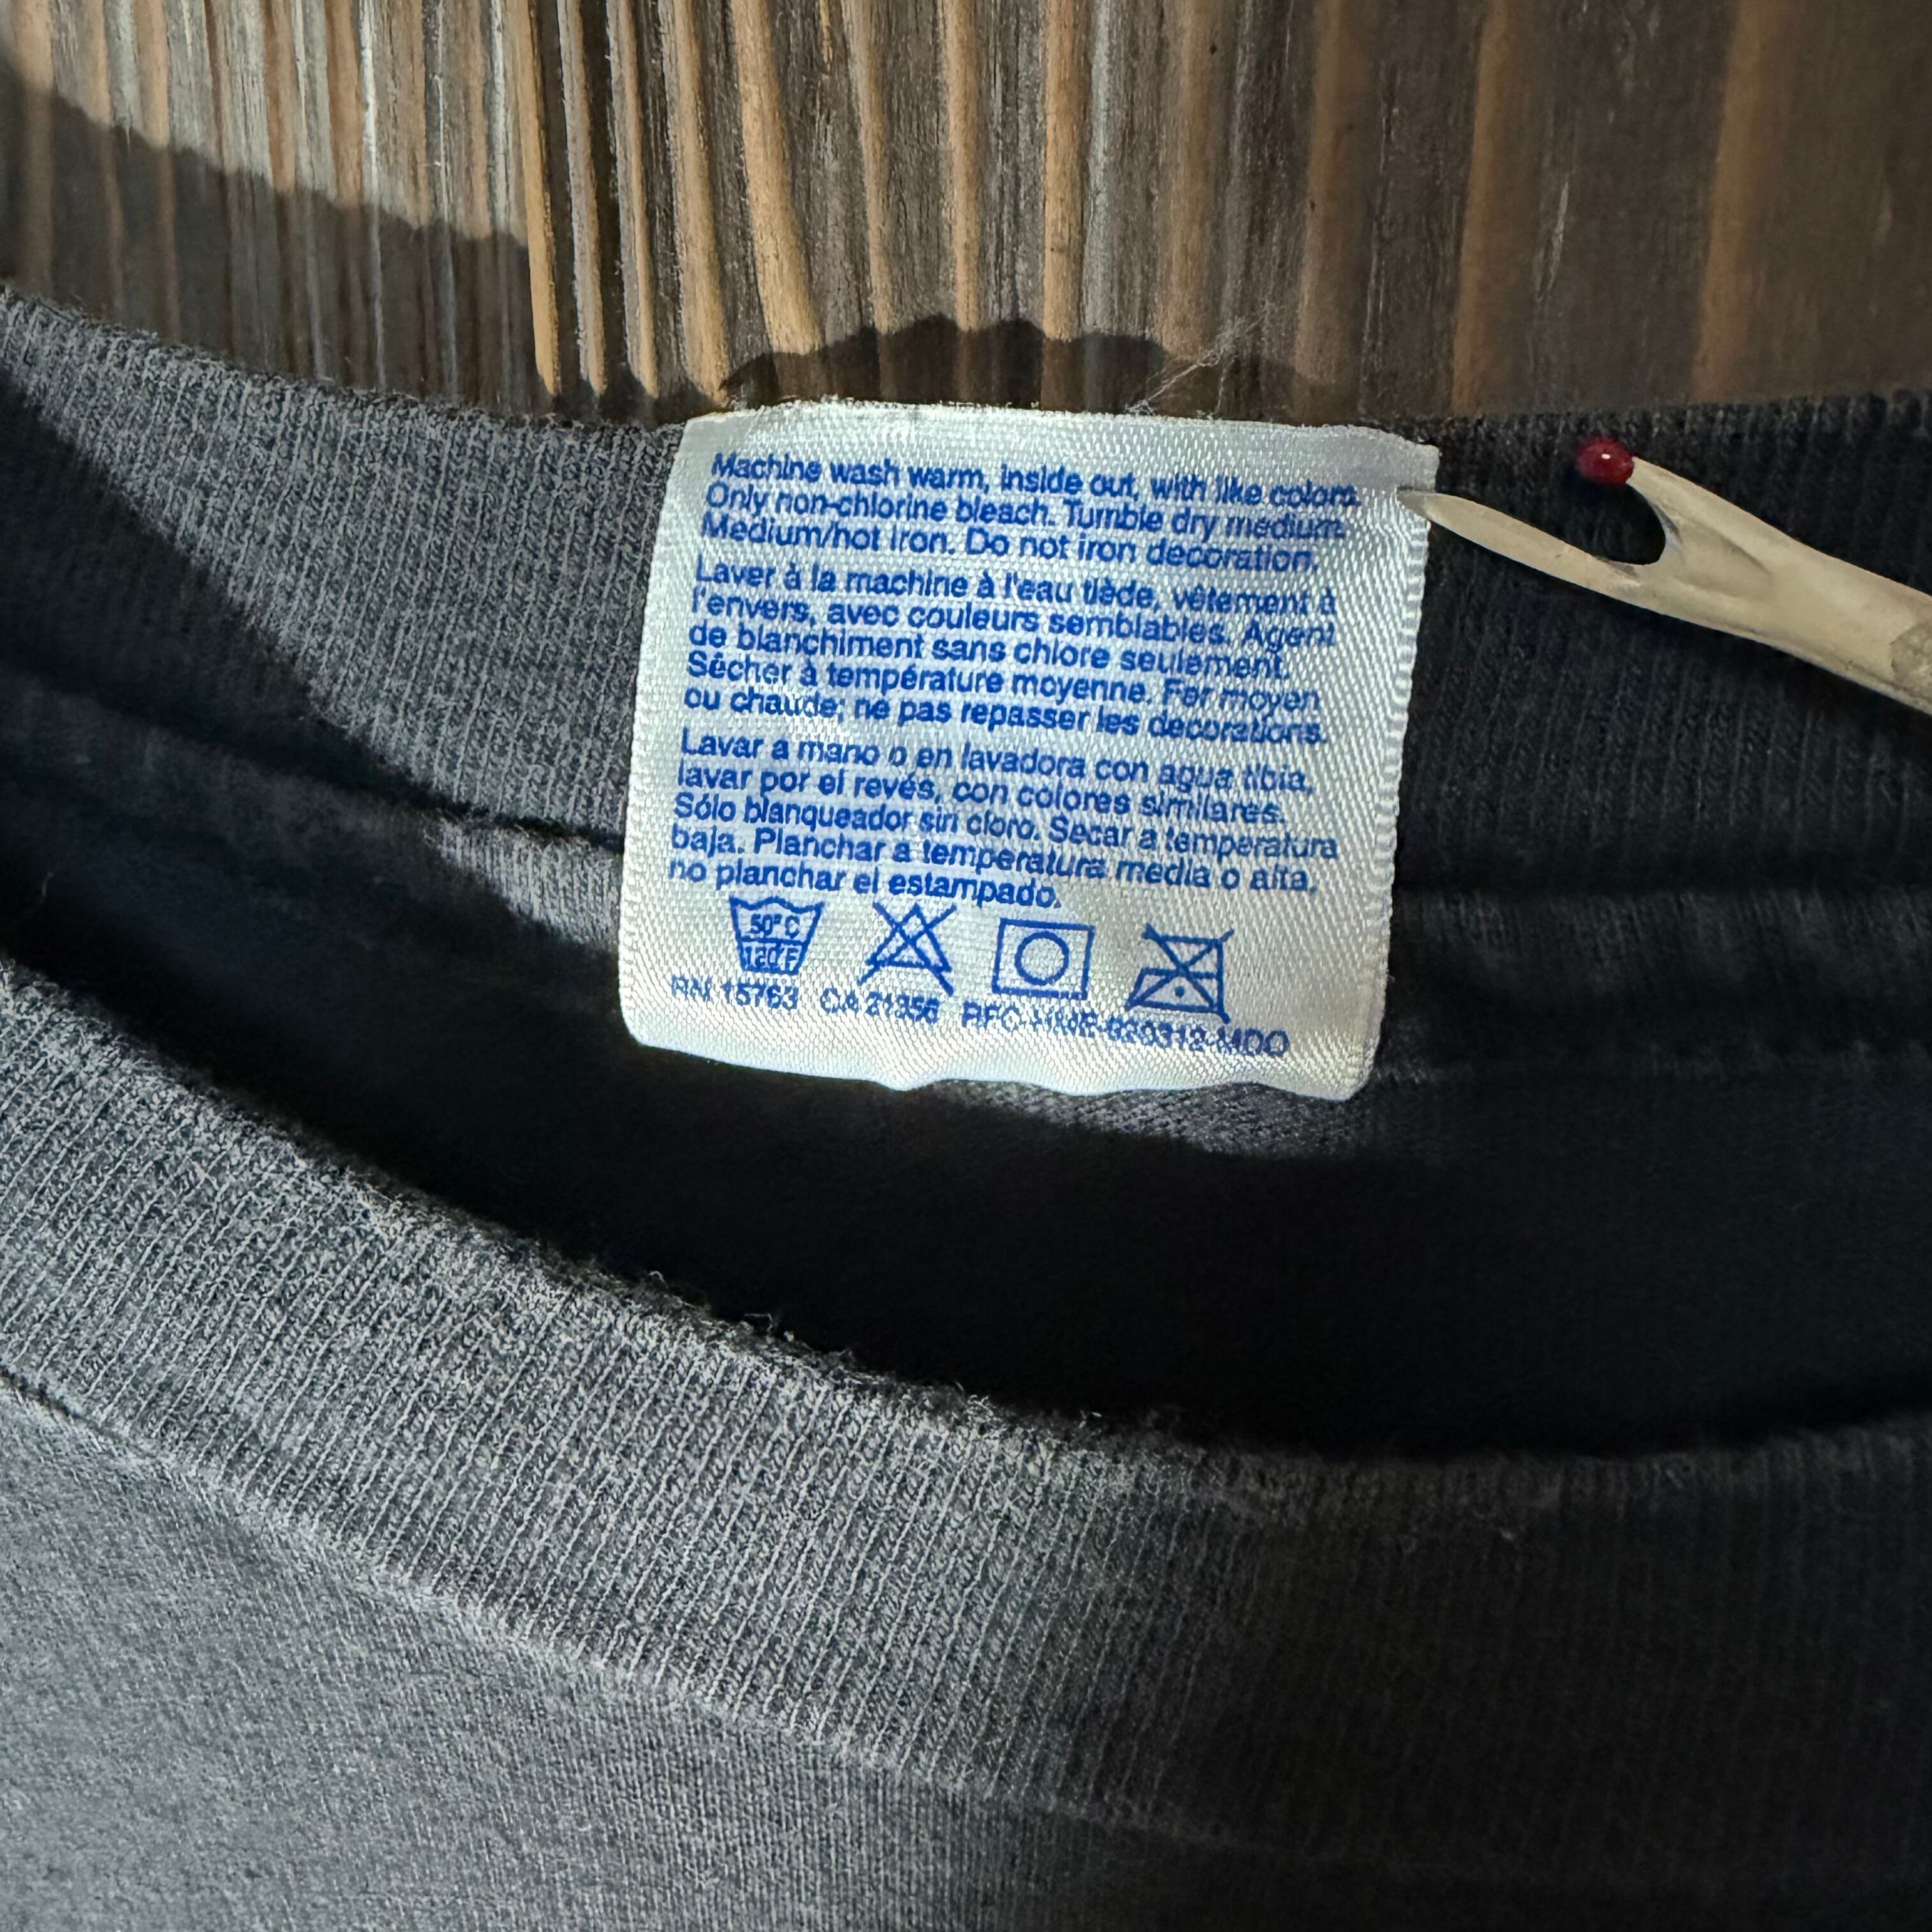 Machine wash warm, inside out, with like colors.
Only non-chlorine bleach. Tumble dry medium.
Medium/hot iron. Do not iron decoration.
Laver à la machine à l'eau tiède, vêtement à
l'envers, avec couleurs semblables. Agent
de blanchiment sans chlore seulement.
Sécher à température moyenne. Fer moyen
ou chaude; ne pas repasser les decorations.
Lavar a mano o en lavadora con agua tibia,
lavar por el revés, con colores similares.
Sólo blanqueador sin cloro. Secar a temperatura
baja. Planchar a temperatura media o alta,
no planchar el estampado.
50°C
120°F
RN 15763 CA 21356 RFC-HME-920312-MDO